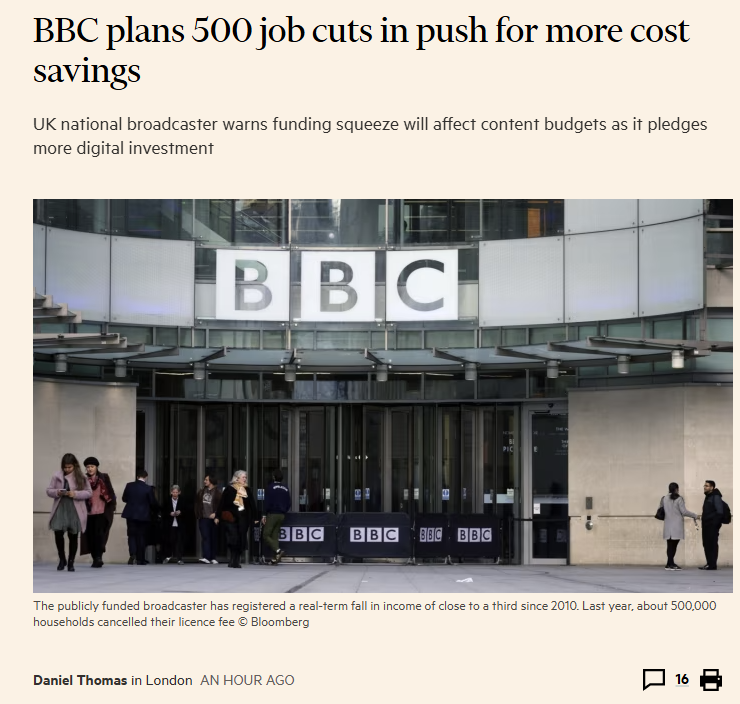 BBC plans 500 job cuts in push for more cost
savings
UK national broadcaster warns funding squeeze will affect content budgets as it pledges
more digital investment
B B C
BBC BBC BBC BBC
The publicly funded broadcaster has registered a real-term fall in income of close to a third since 2010. Last year, about 500,000
households cancelled their licence fee © Bloomberg
Daniel Thomas in London AN HOUR AGO
16